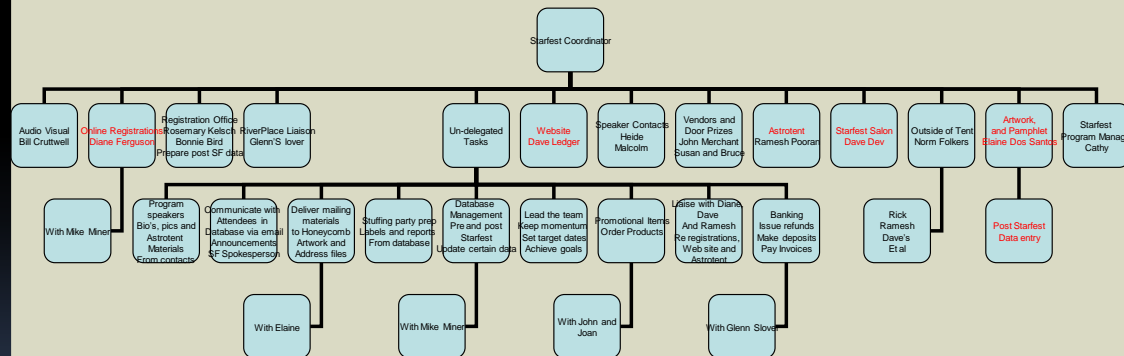 Starfest Coordinator
Audio Visual
Bill Cruttwell
Online Registrations
Diane Ferguson
Registration Office
Rosemary Kelsch
Bonnie Bird
Prepare post SF data
RiverPlace Liaison
Glenn'S lover
Un-delegated
Tasks
Website
Dave Ledger
Speaker Contacts
Heide
Malcolm
Vendors and
Door Prizes
John Merchant
Susan and Bruce
Astrotent
Ramesh Pooran
Starfest Salon
Dave Dev
Outside of Tent
Norm Folkers
Artwork,
and Pamphlet
Elaine Dos Santos
Starfest
Program Manag
Cathy
With Mike Miner
Program
speakers
Bio's, pics and
Astrotent
Materials
From contacts
Communicate with
Attendees in
Database via email
Announcements
SF Spokesperson
Deliver mailing
materials
to Honeycomb
Artwork and
Address files
Stuffing party prep
Labels and reports
From database
Database
Management
Pre and post
Starfest
Update certain data
Lead the team
Keep momentum
Set target dates
Achieve goals
Promotional Items
Order Products
Liaise with Diane,
Dave
And Ramesh
Re registrations,
Web site and
Astrotent
Banking
Issue refunds
Make deposits
Pay Invoices
Rick
Ramesh
Dave's
Et al
Post Starfest
Data entry
With Elaine
With Mike Miner
With John and
Joan
With Glenn Slover